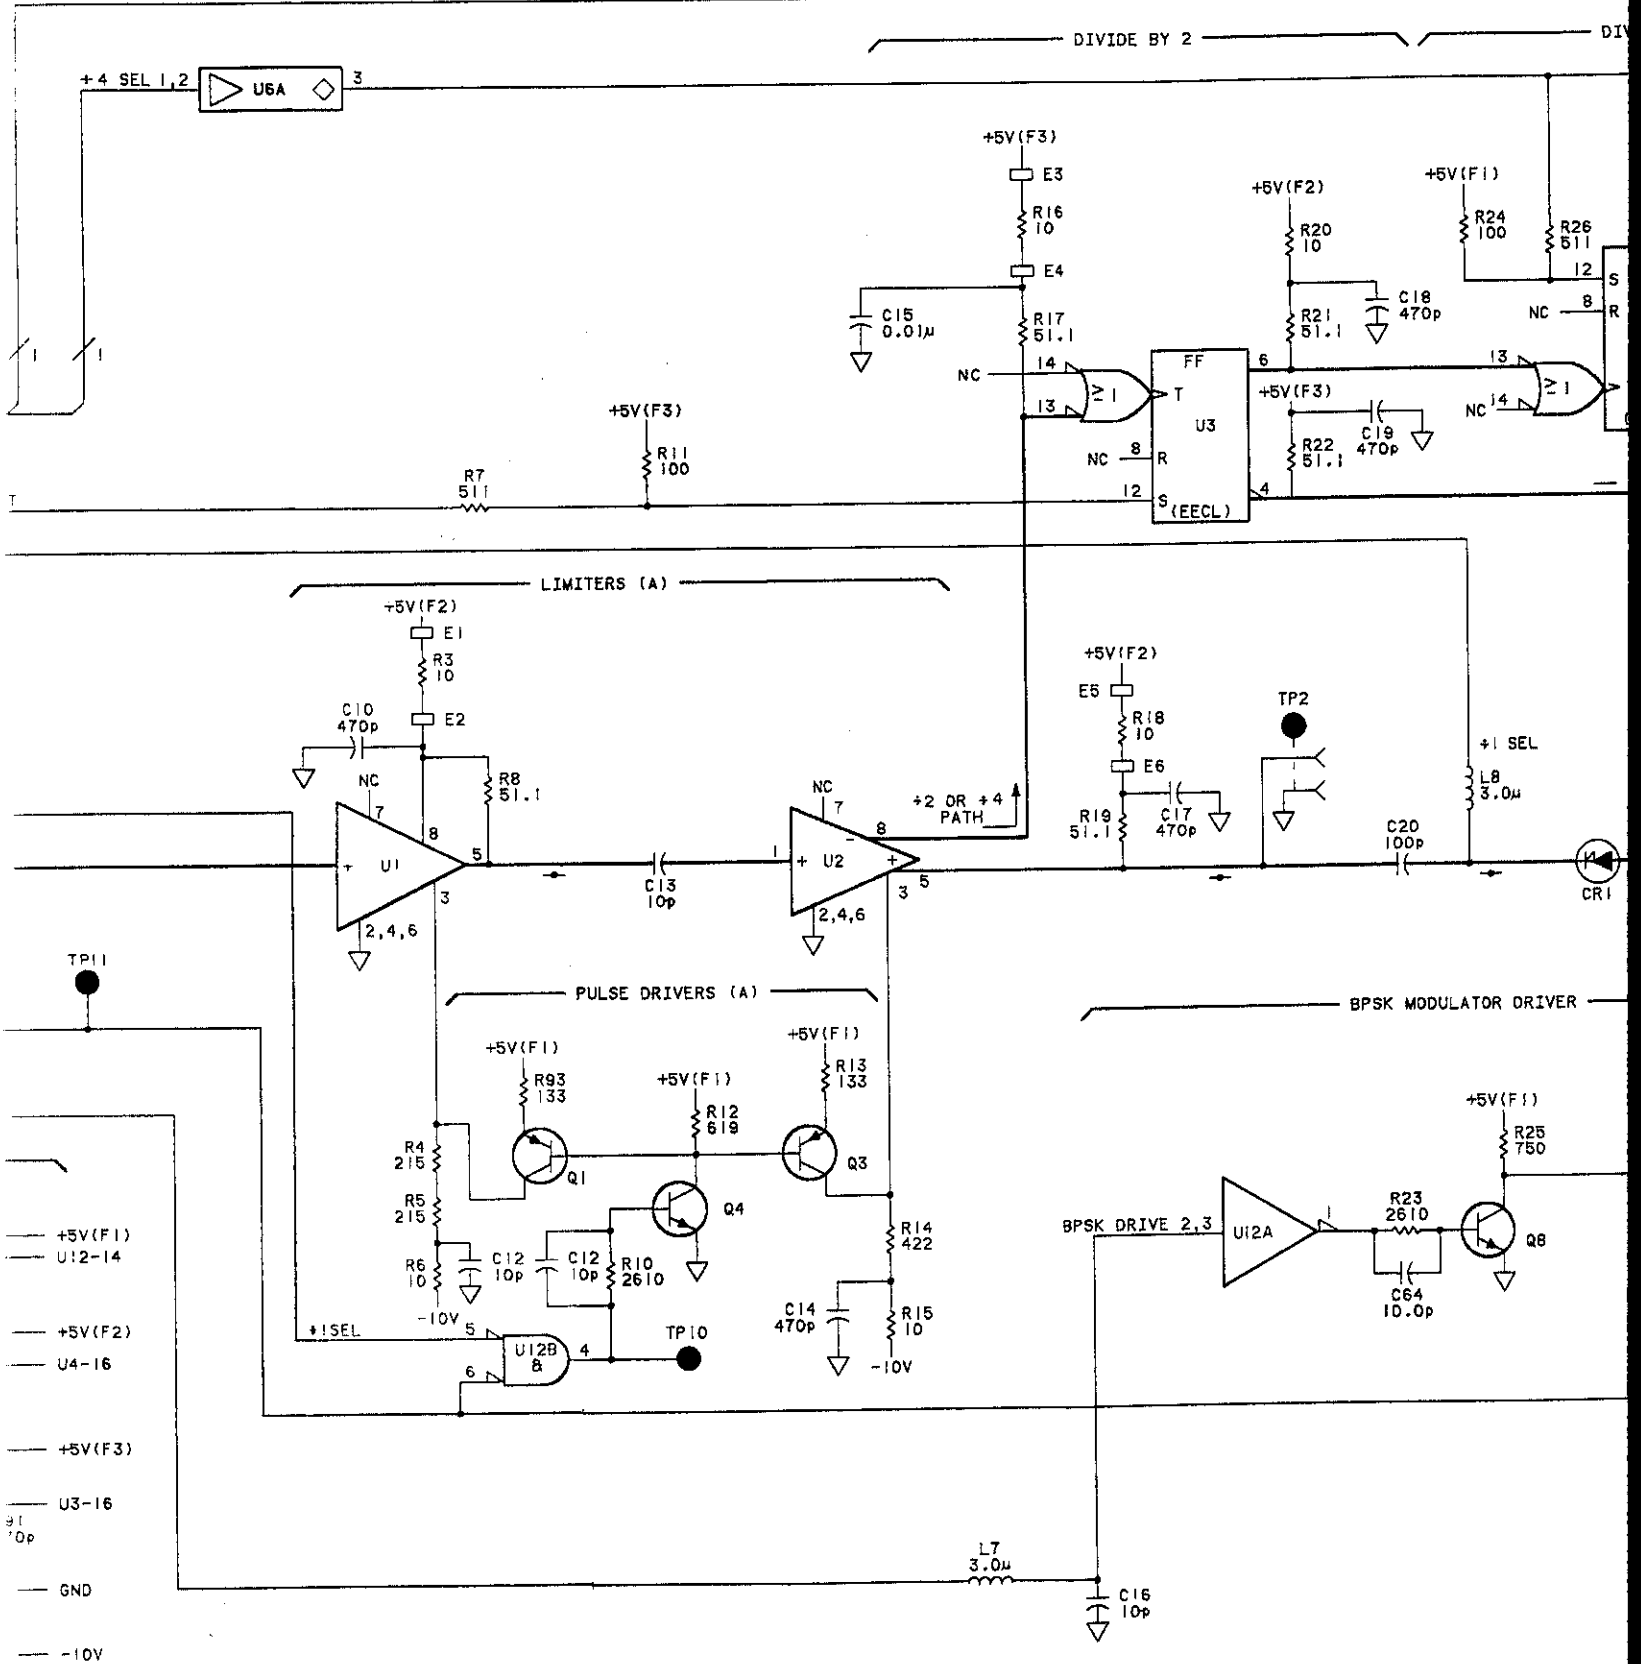 DIVIDE BY 2
DIV
÷4 SEL 1,2
U6A
3
+5V(F3)
E3
R16
10
E4
C15
0.01µ
R17
51.1
+5V(F2)
R20
10
C18
470p
R21
51.1
+5V(F1)
R24
100
R26
511
12
S
NC
8
R
1
1
NC
14
≥1
13
FF
T
U3
6
NC
8
R
12
S
(EECL)
4
+5V(F3)
C19
470p
R22
51.1
13
≥1
NC
14
+5V(F3)
R11
100
R7
511
T
LIMITERS (A)
+5V(F2)
E1
R3
10
E2
C10
470p
R8
51.1
NC
7
8
+
U1
5
3
2,4,6
C13
10p
NC
7
1
+
U2
-
+
8
5
3
2,4,6
÷2 OR ÷4
PATH
+5V(F2)
E5
R18
10
E6
C17
470p
R19
51.1
TP2
÷1 SEL
L8
3.0µ
C20
100p
CR1
TP11
PULSE DRIVERS (A)
BPSK MODULATOR DRIVER
+5V(F1)
R93
133
+5V(F1)
R12
619
+5V(F1)
R13
133
Q1
Q3
Q4
R4
215
R5
215
R6
10
C12
10p
-10V
C12
10p
R10
2610
R14
422
C14
470p
R15
10
-10V
÷1SEL
5
6
U12B
&
4
TP10
+5V(F1)
R25
750
BPSK DRIVE 2,3
U12A
1
R23
2610
C64
10.0p
Q8
+5V(F1)
U12-14
+5V(F2)
U4-16
+5V(F3)
U3-16
91
70p
GND
-10V
L7
3.0µ
C16
10p